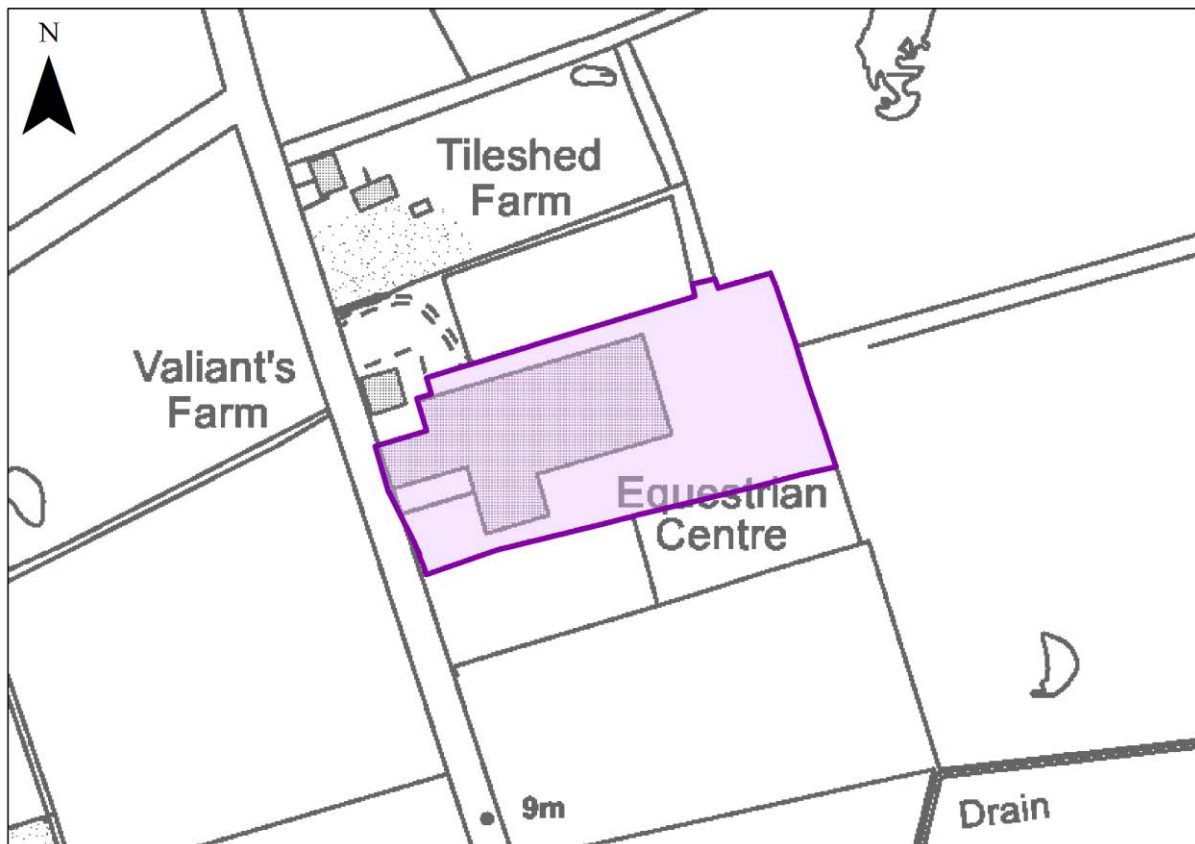 N
Tileshed
Farm
Valiant's
Farm
Equestrian
Centre
9m
Drain